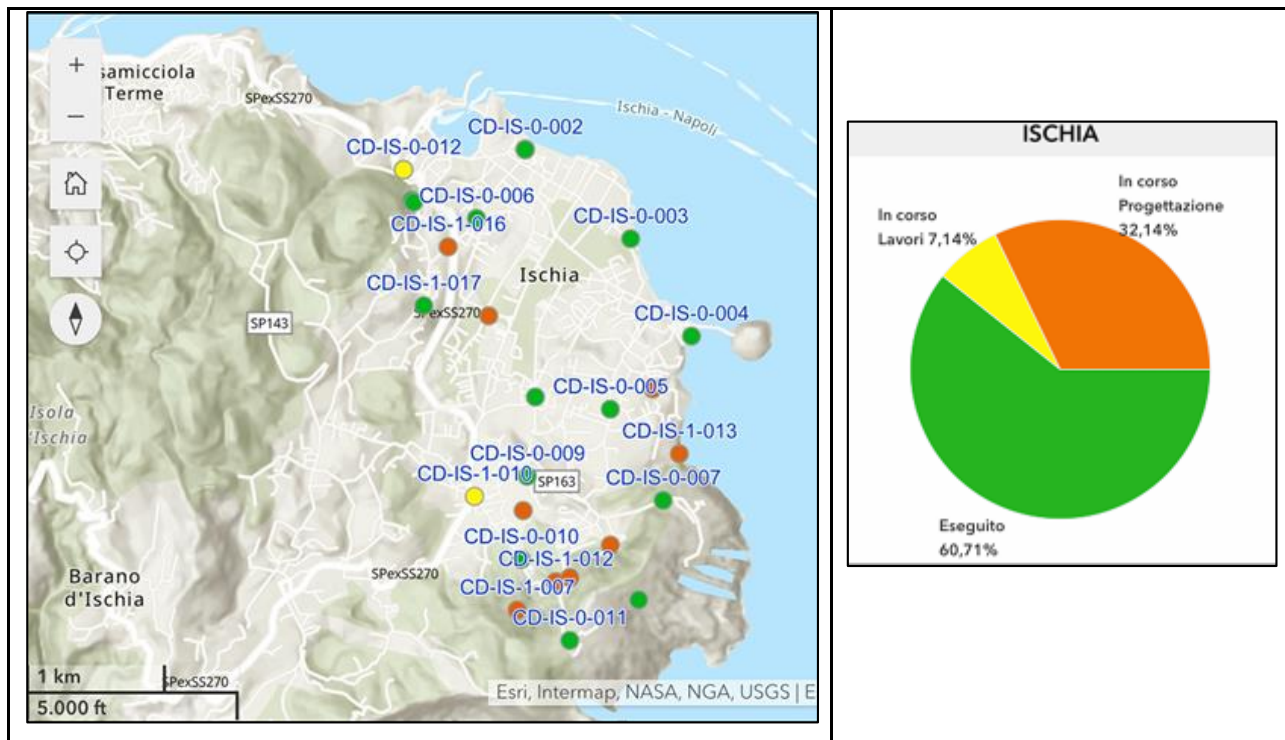 +
samicciola
Terme
SPexSS270
Ischia - Napoli
−
CD-IS-0-002
CD-IS-0-012
CD-IS-0-006
CD-IS-1-016
CD-IS-0-003
Ischia
CD-IS-1-017
SPexSS270
SP143
CD-IS-0-004
CD-IS-0-005
Isola
d'Ischia
CD-IS-1-013
CD-IS-0-009
CD-IS-1-010
SP163
CD-IS-0-007
CD-IS-0-010
CD-IS-1-012
SPexSS270
CD-IS-1-007
Barano
d'Ischia
CD-IS-0-011
1 km
SPexSS270
5.000 ft
Esri, Intermap, NASA, NGA, USGS | E
ISCHIA
In corso
Progettazione
32,14%
In corso
Lavori 7,14%
Eseguito
60,71%